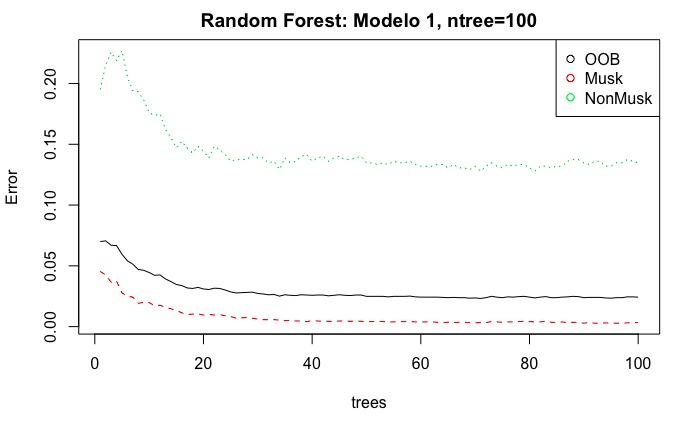 Random Forest: Modelo 1, ntree=100
OOB
Musk
NonMusk
Error
0.20
0.15
0.10
0.05
0.00
0 20 40 60 80 100
trees